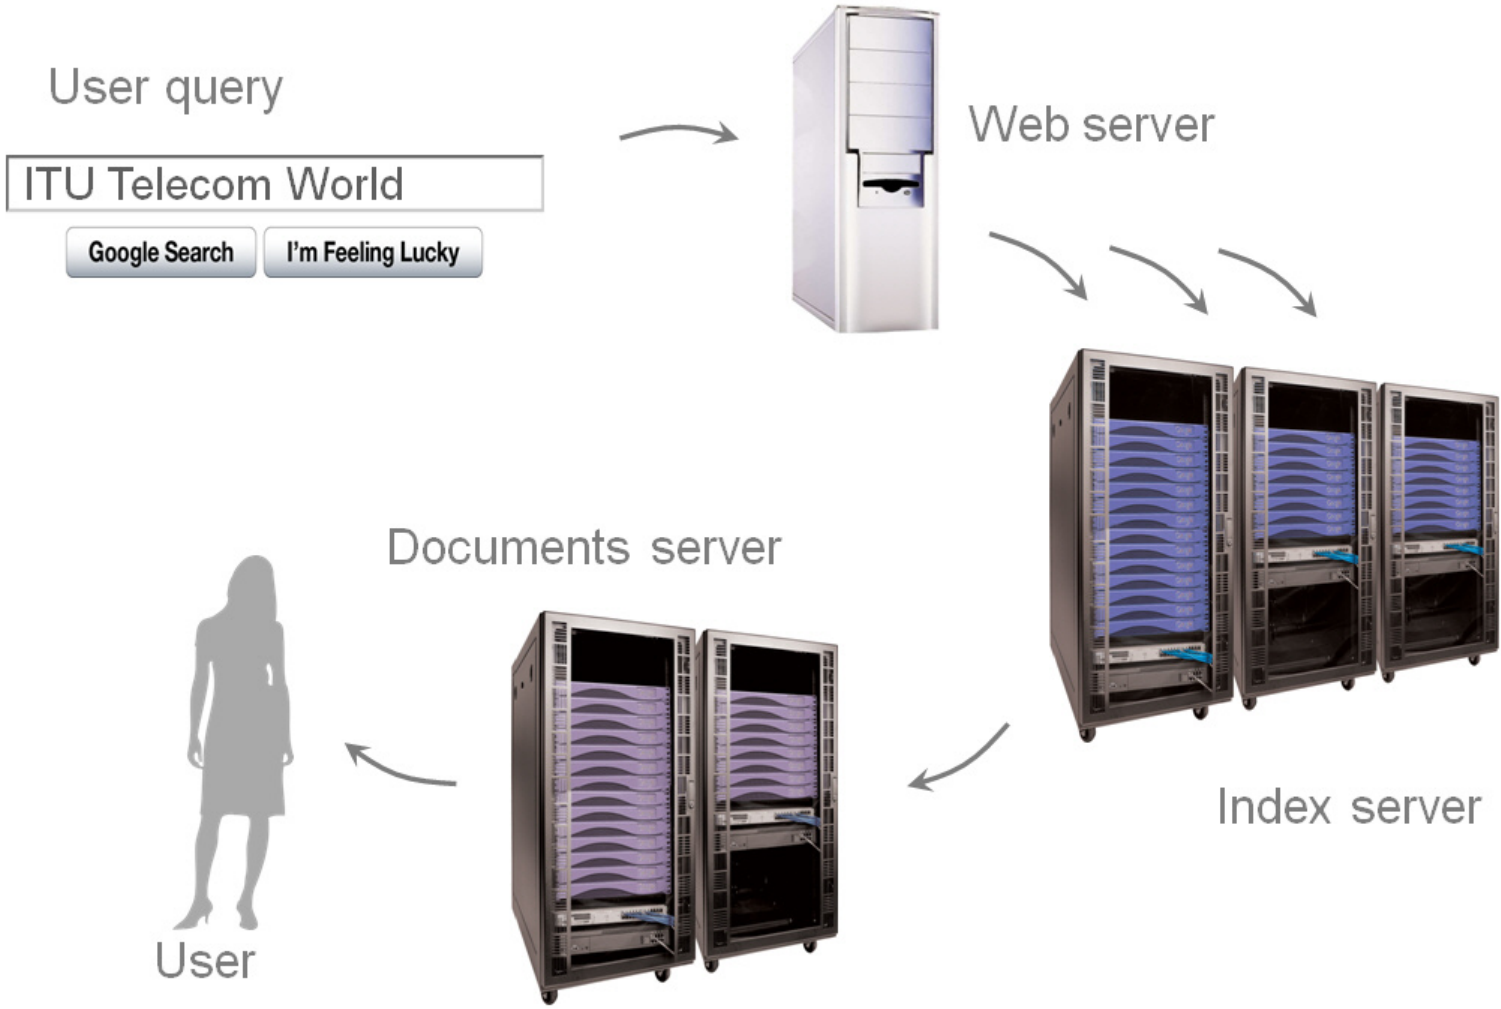 User query
ITU Telecom World
Google Search
I'm Feeling Lucky
Web server
Index server
Documents server
User